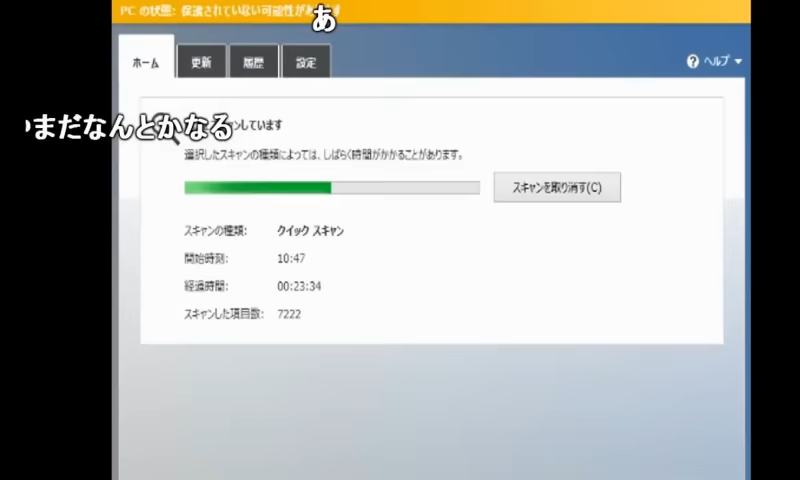 PC の状態: 保護されていない可能性が
あ
ホーム
更新
履歴
設定
ヘルプ
まだなんとかなる
しています
選択したスキャンの種類によっては、しばらく時間がかかることがあります。
スキャンを取り消す(C)
スキャンの種類: クイック スキャン
開始時刻: 10:47
経過時間: 00:23:34
スキャンした項目数: 7222